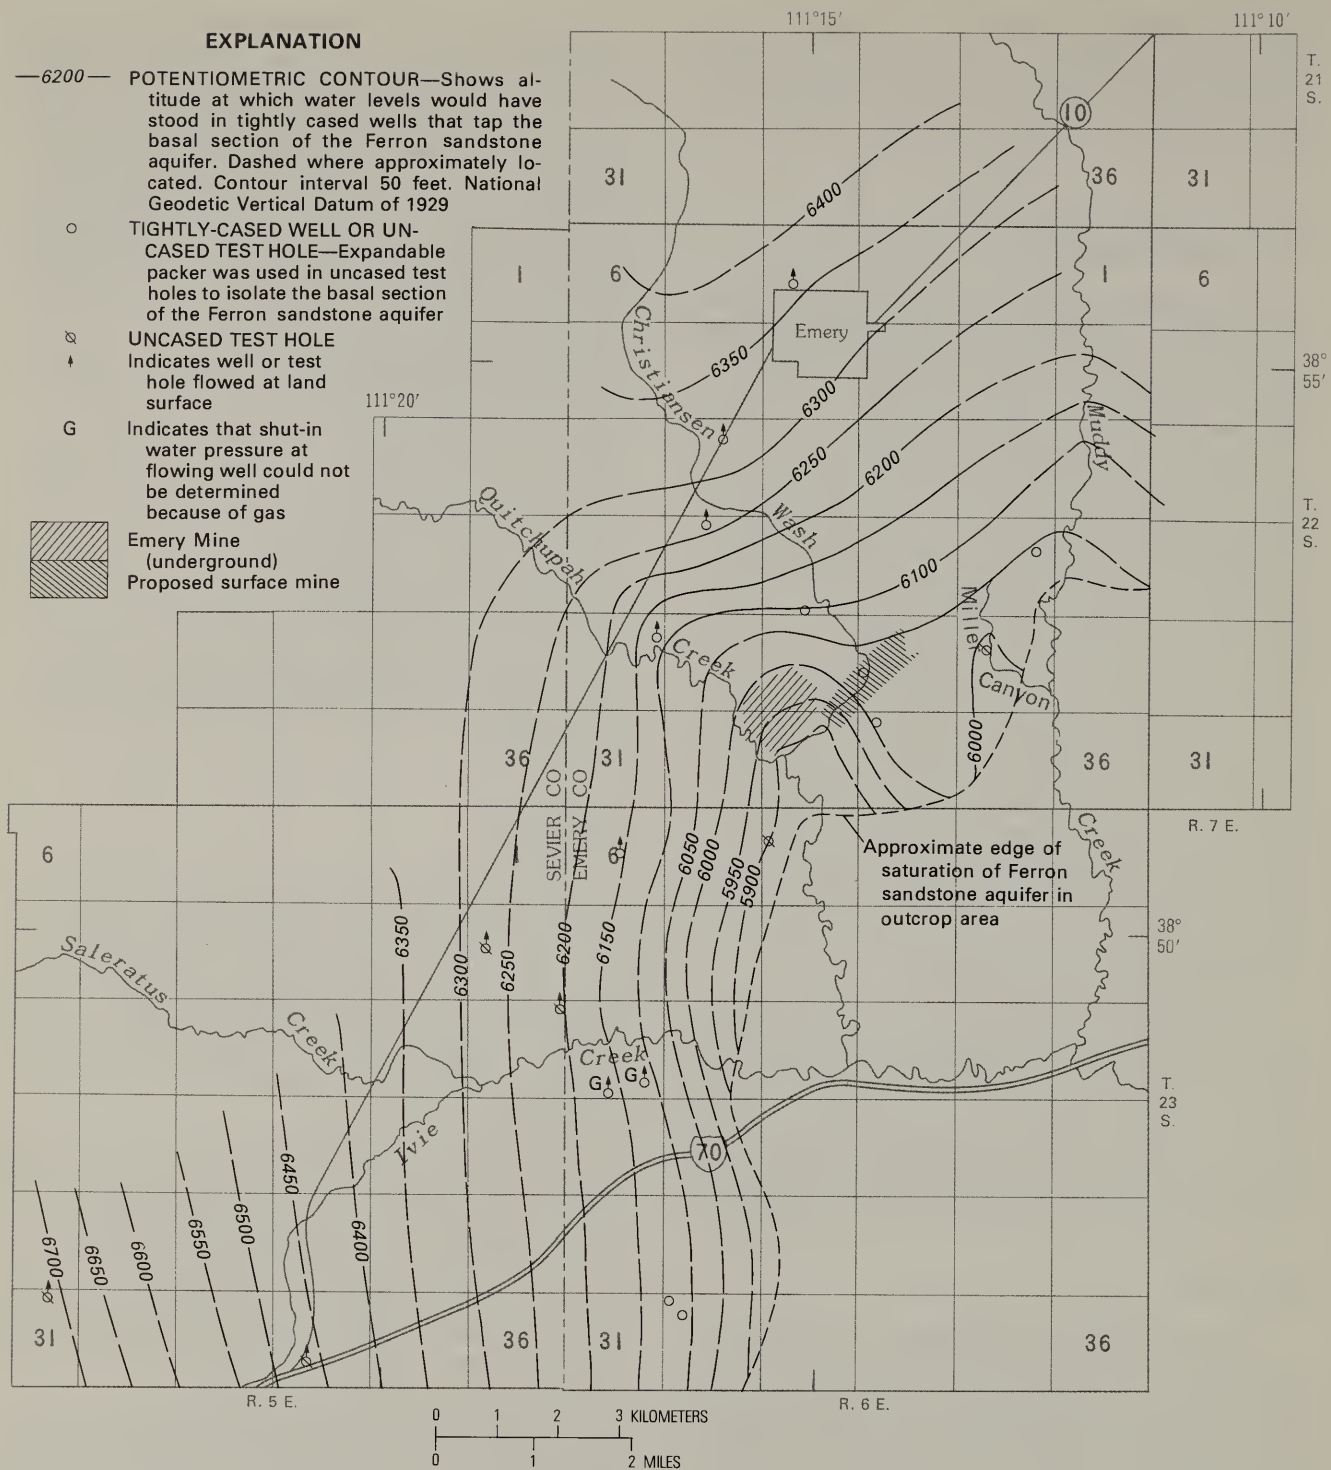 EXPLANATION
—6200— POTENTIOMETRIC CONTOUR—Shows al-
titude at which water levels would have
stood in tightly cased wells that tap the
basal section of the Ferron sandstone
aquifer. Dashed where approximately lo-
cated. Contour interval 50 feet. National
Geodetic Vertical Datum of 1929
TIGHTLY-CASED WELL OR UN-
CASED TEST HOLE—Expandable
packer was used in uncased test
holes to isolate the basal section
of the Ferron sandstone aquifer
UNCASED TEST HOLE
Indicates well or test
hole flowed at land
surface
G Indicates that shut-in
water pressure at
flowing well could not
be determined
because of gas
Emery Mine
(underground)
Proposed surface mine
111°15′
111°10′
T.
21
S.
10
31
36
31
6400
1
6
1
6
Christiansen
Emery
6350
6300
38°
55′
111°20′
Muddy
6250
6200
Quitchupah
Wash
T.
22
S.
6100
Miller
Creek
Canyon
6000
36
31
36
31
SEVIER CO
EMERY CO
R. 7 E.
6
6
6050
6000
5950
5900
Creek
Approximate edge of
saturation of Ferron
sandstone aquifer in
outcrop area
38°
50′
6350
6300
6250
6200
6150
Saleratus
Creek
Creek
G
G
T.
23
S.
Ivie
70
6450
6400
6500
6550
6600
6650
6700
31
36
31
36
R. 5 E.
R. 6 E.
0 1 2 3 KILOMETERS
0 1 2 MILES